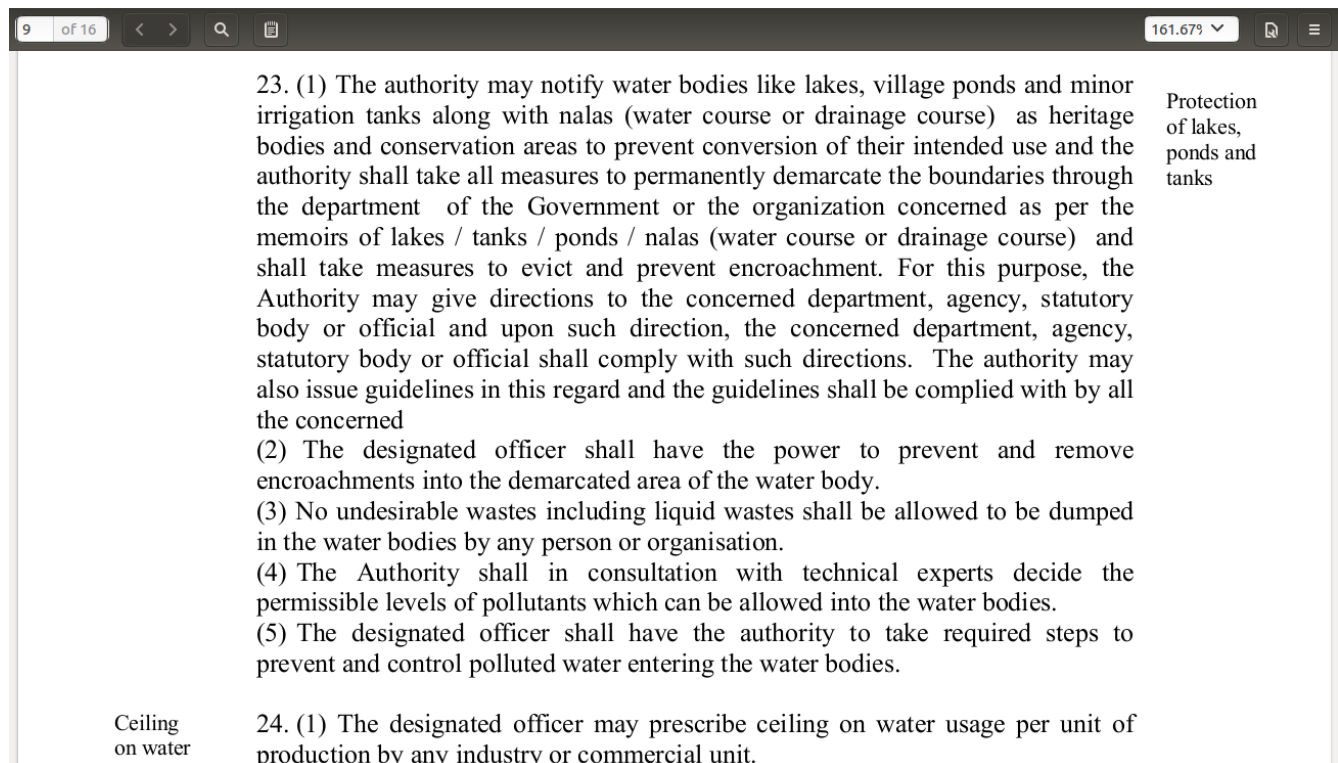 9 of 16
161.67%
23. (1) The authority may notify water bodies like lakes, village ponds and minor
irrigation tanks along with nalas (water course or drainage course) as heritage
bodies and conservation areas to prevent conversion of their intended use and the
authority shall take all measures to permanently demarcate the boundaries through
the department of the Government or the organization concerned as per the
memoirs of lakes / tanks / ponds / nalas (water course or drainage course) and
shall take measures to evict and prevent encroachment. For this purpose, the
Authority may give directions to the concerned department, agency, statutory
body or official and upon such direction, the concerned department, agency,
statutory body or official shall comply with such directions. The authority may
also issue guidelines in this regard and the guidelines shall be complied with by all
the concerned
Protection
of lakes,
ponds and
tanks
(2) The designated officer shall have the power to prevent and remove
encroachments into the demarcated area of the water body.
(3) No undesirable wastes including liquid wastes shall be allowed to be dumped
in the water bodies by any person or organisation.
(4) The Authority shall in consultation with technical experts decide the
permissible levels of pollutants which can be allowed into the water bodies.
(5) The designated officer shall have the authority to take required steps to
prevent and control polluted water entering the water bodies.
Ceiling
on water
24. (1) The designated officer may prescribe ceiling on water usage per unit of
production by any industry or commercial unit.